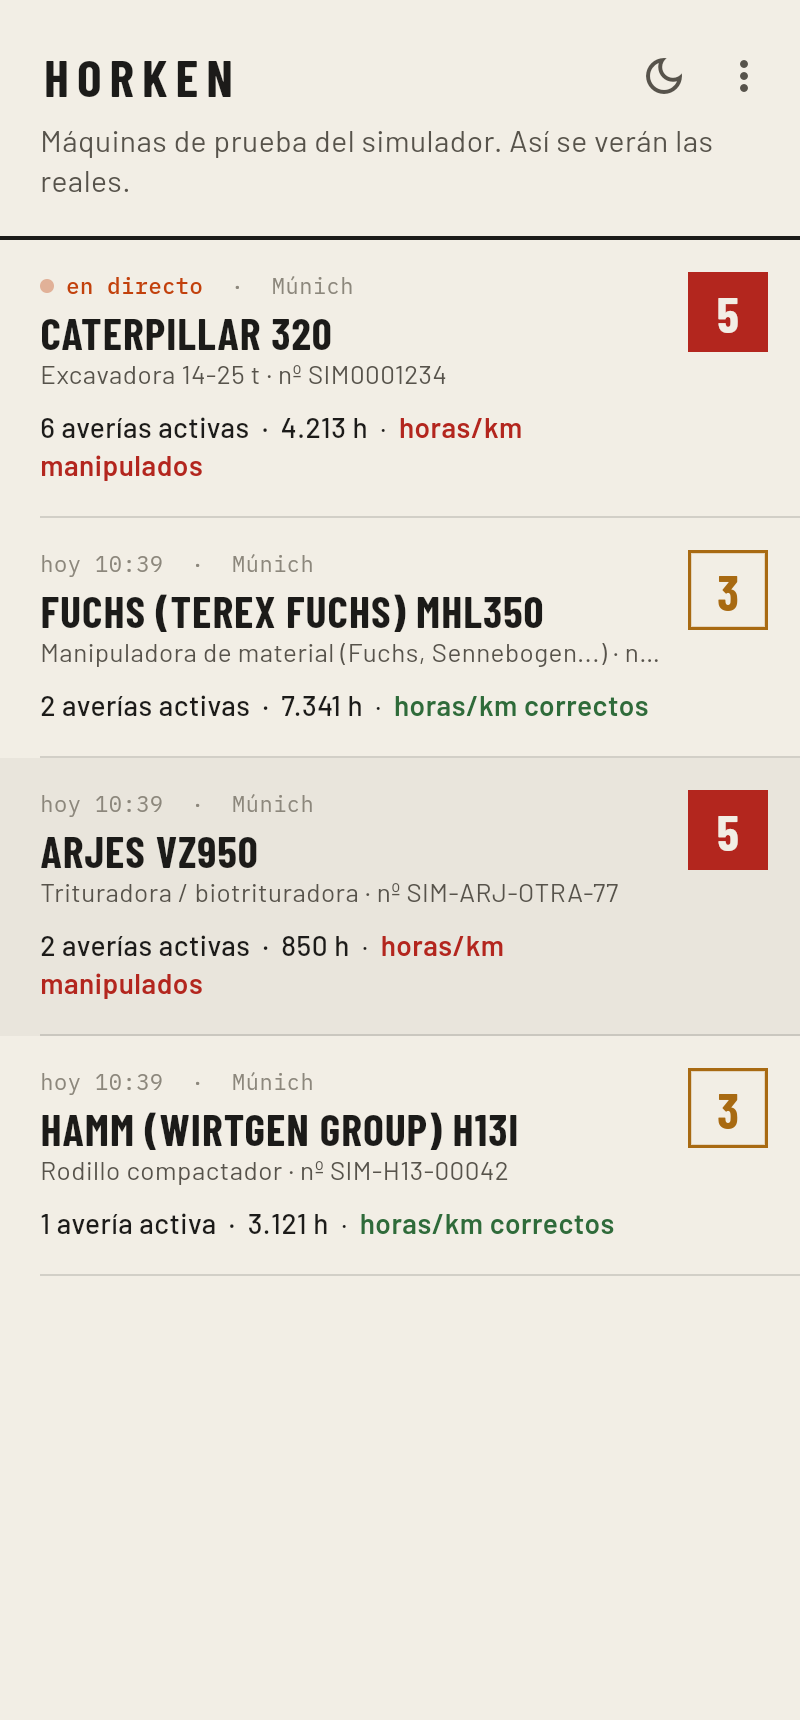 HORKEN
Máquinas de prueba del simulador. Así se verán las
reales.
en directo · Múnich
5
CATERPILLAR 320
Excavadora 14-25 t · nº SIM0001234
6 averías activas · 4.213 h · horas/km
manipulados
hoy 10:39 · Múnich
3
FUCHS (TEREX FUCHS) MHL350
Manipuladora de material (Fuchs, Sennebogen...) · n...
2 averías activas · 7.341 h · horas/km correctos
hoy 10:39 · Múnich
5
ARJES VZ950
Trituradora / biotrituradora · nº SIM-ARJ-OTRA-77
2 averías activas · 850 h · horas/km
manipulados
hoy 10:39 · Múnich
3
HAMM (WIRTGEN GROUP) H13I
Rodillo compactador · nº SIM-H13-00042
1 avería activa · 3.121 h · horas/km correctos